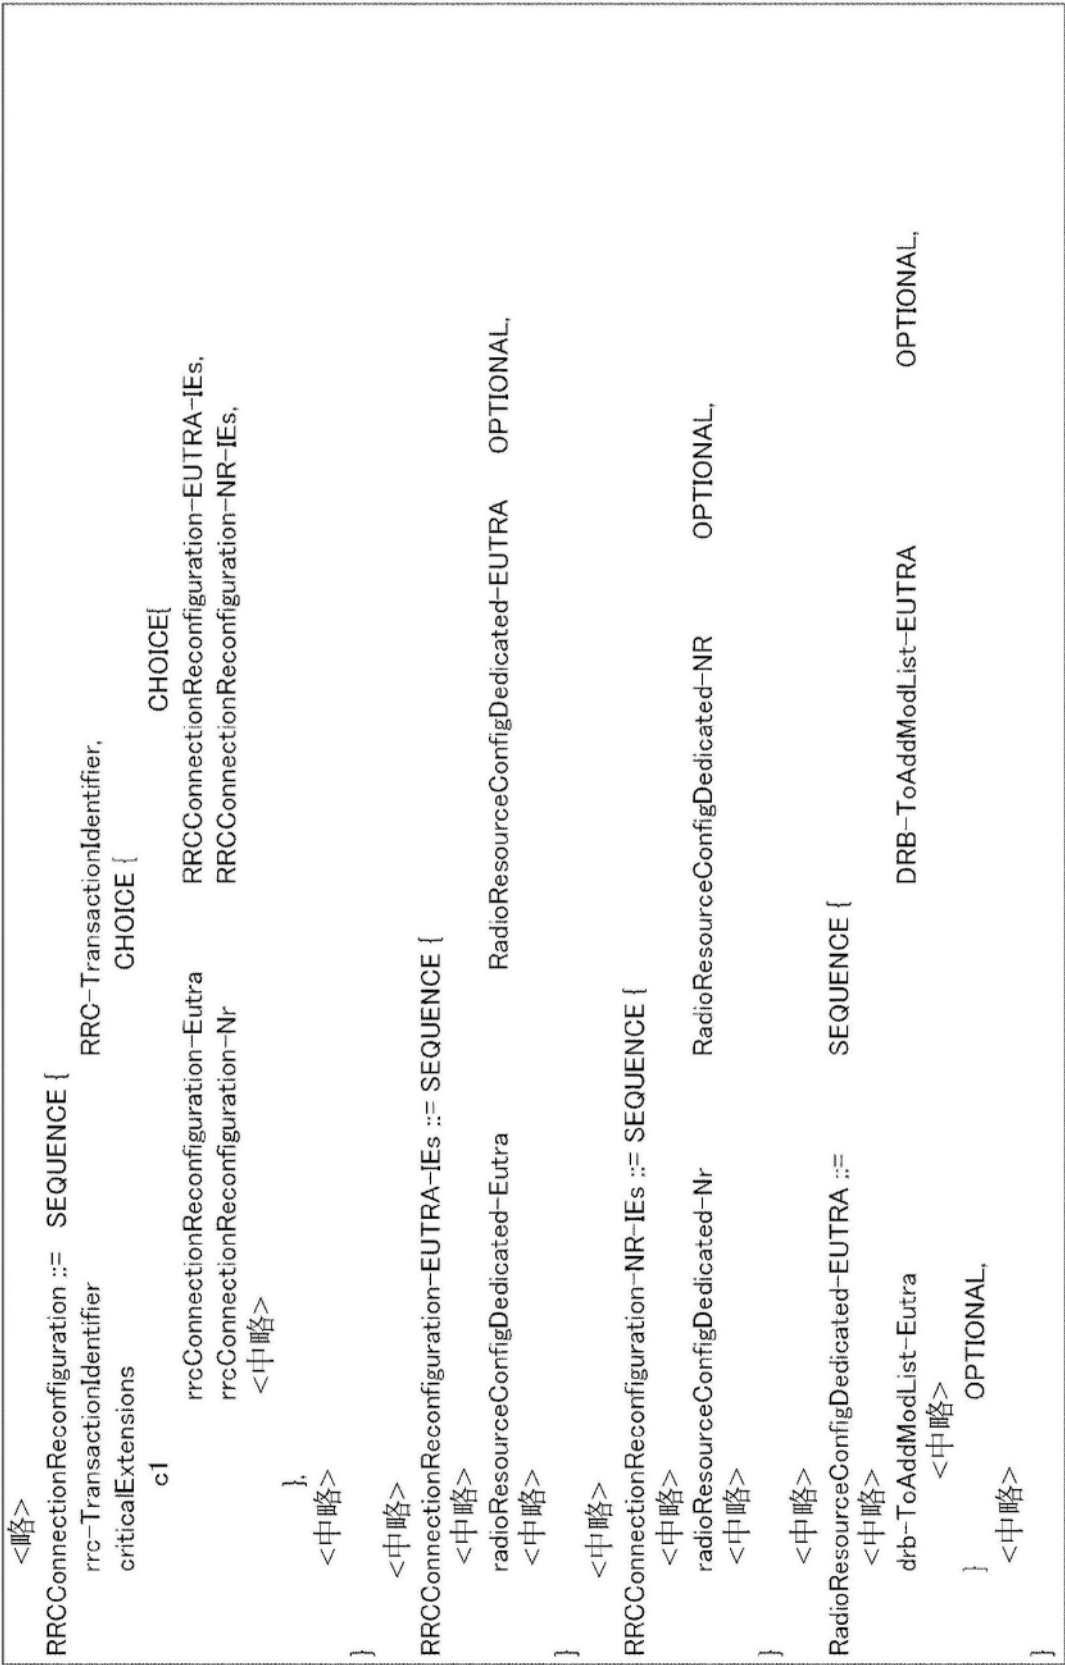 <略>
RRCConnectionReconfiguration ::= SEQUENCE {
rrc-TransactionIdentifier RRC-TransactionIdentifier,
criticalExtensions CHOICE {
c1 CHOICE{
rrcConnectionReconfiguration-Eutra RRCConnectionReconfiguration-EUTRA-IEs,
rrcConnectionReconfiguration-Nr RRCConnectionReconfiguration-NR-IEs,
<中略>
},
<中略>
}
<中略>
RRCConnectionReconfiguration-EUTRA-IEs ::= SEQUENCE {
<中略>
radioResourceConfigDedicated-Eutra RadioResourceConfigDedicated-EUTRA OPTIONAL,
<中略>
}
<中略>
RRCConnectionReconfiguration-NR-IEs ::= SEQUENCE {
<中略>
radioResourceConfigDedicated-Nr RadioResourceConfigDedicated-NR OPTIONAL,
<中略>
}
<中略>
RadioResourceConfigDedicated-EUTRA ::= SEQUENCE {
<中略>
drb-ToAddModList-Eutra DRB-ToAddModList-EUTRA OPTIONAL,
<中略>
} OPTIONAL,
<中略>
}